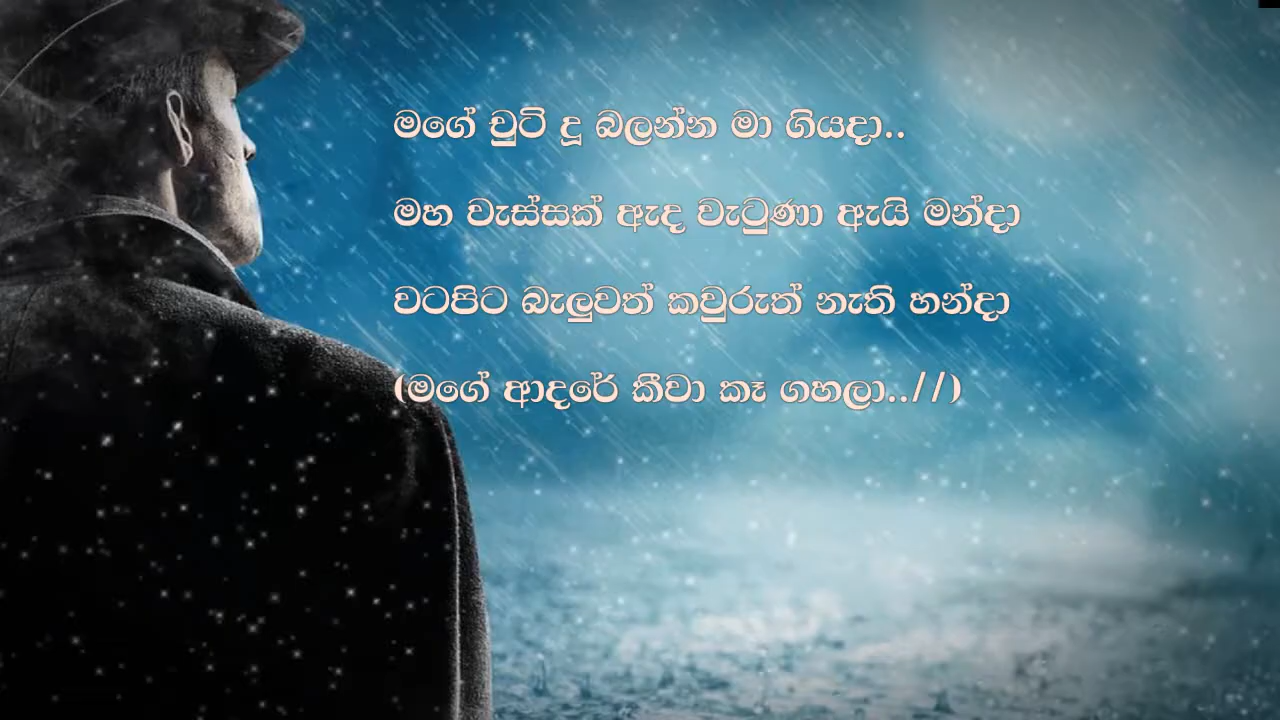 මගේ චුටි දූ බලන්න මා ගියදා..
මහ වැස්සක් ඇද වැටුණා ඇයි මන්දා
වටපිට බැලුවත් කවුරුත් නැති හන්දා
(මගේ ආදරේ කීවා කෑ ගහලා..//)